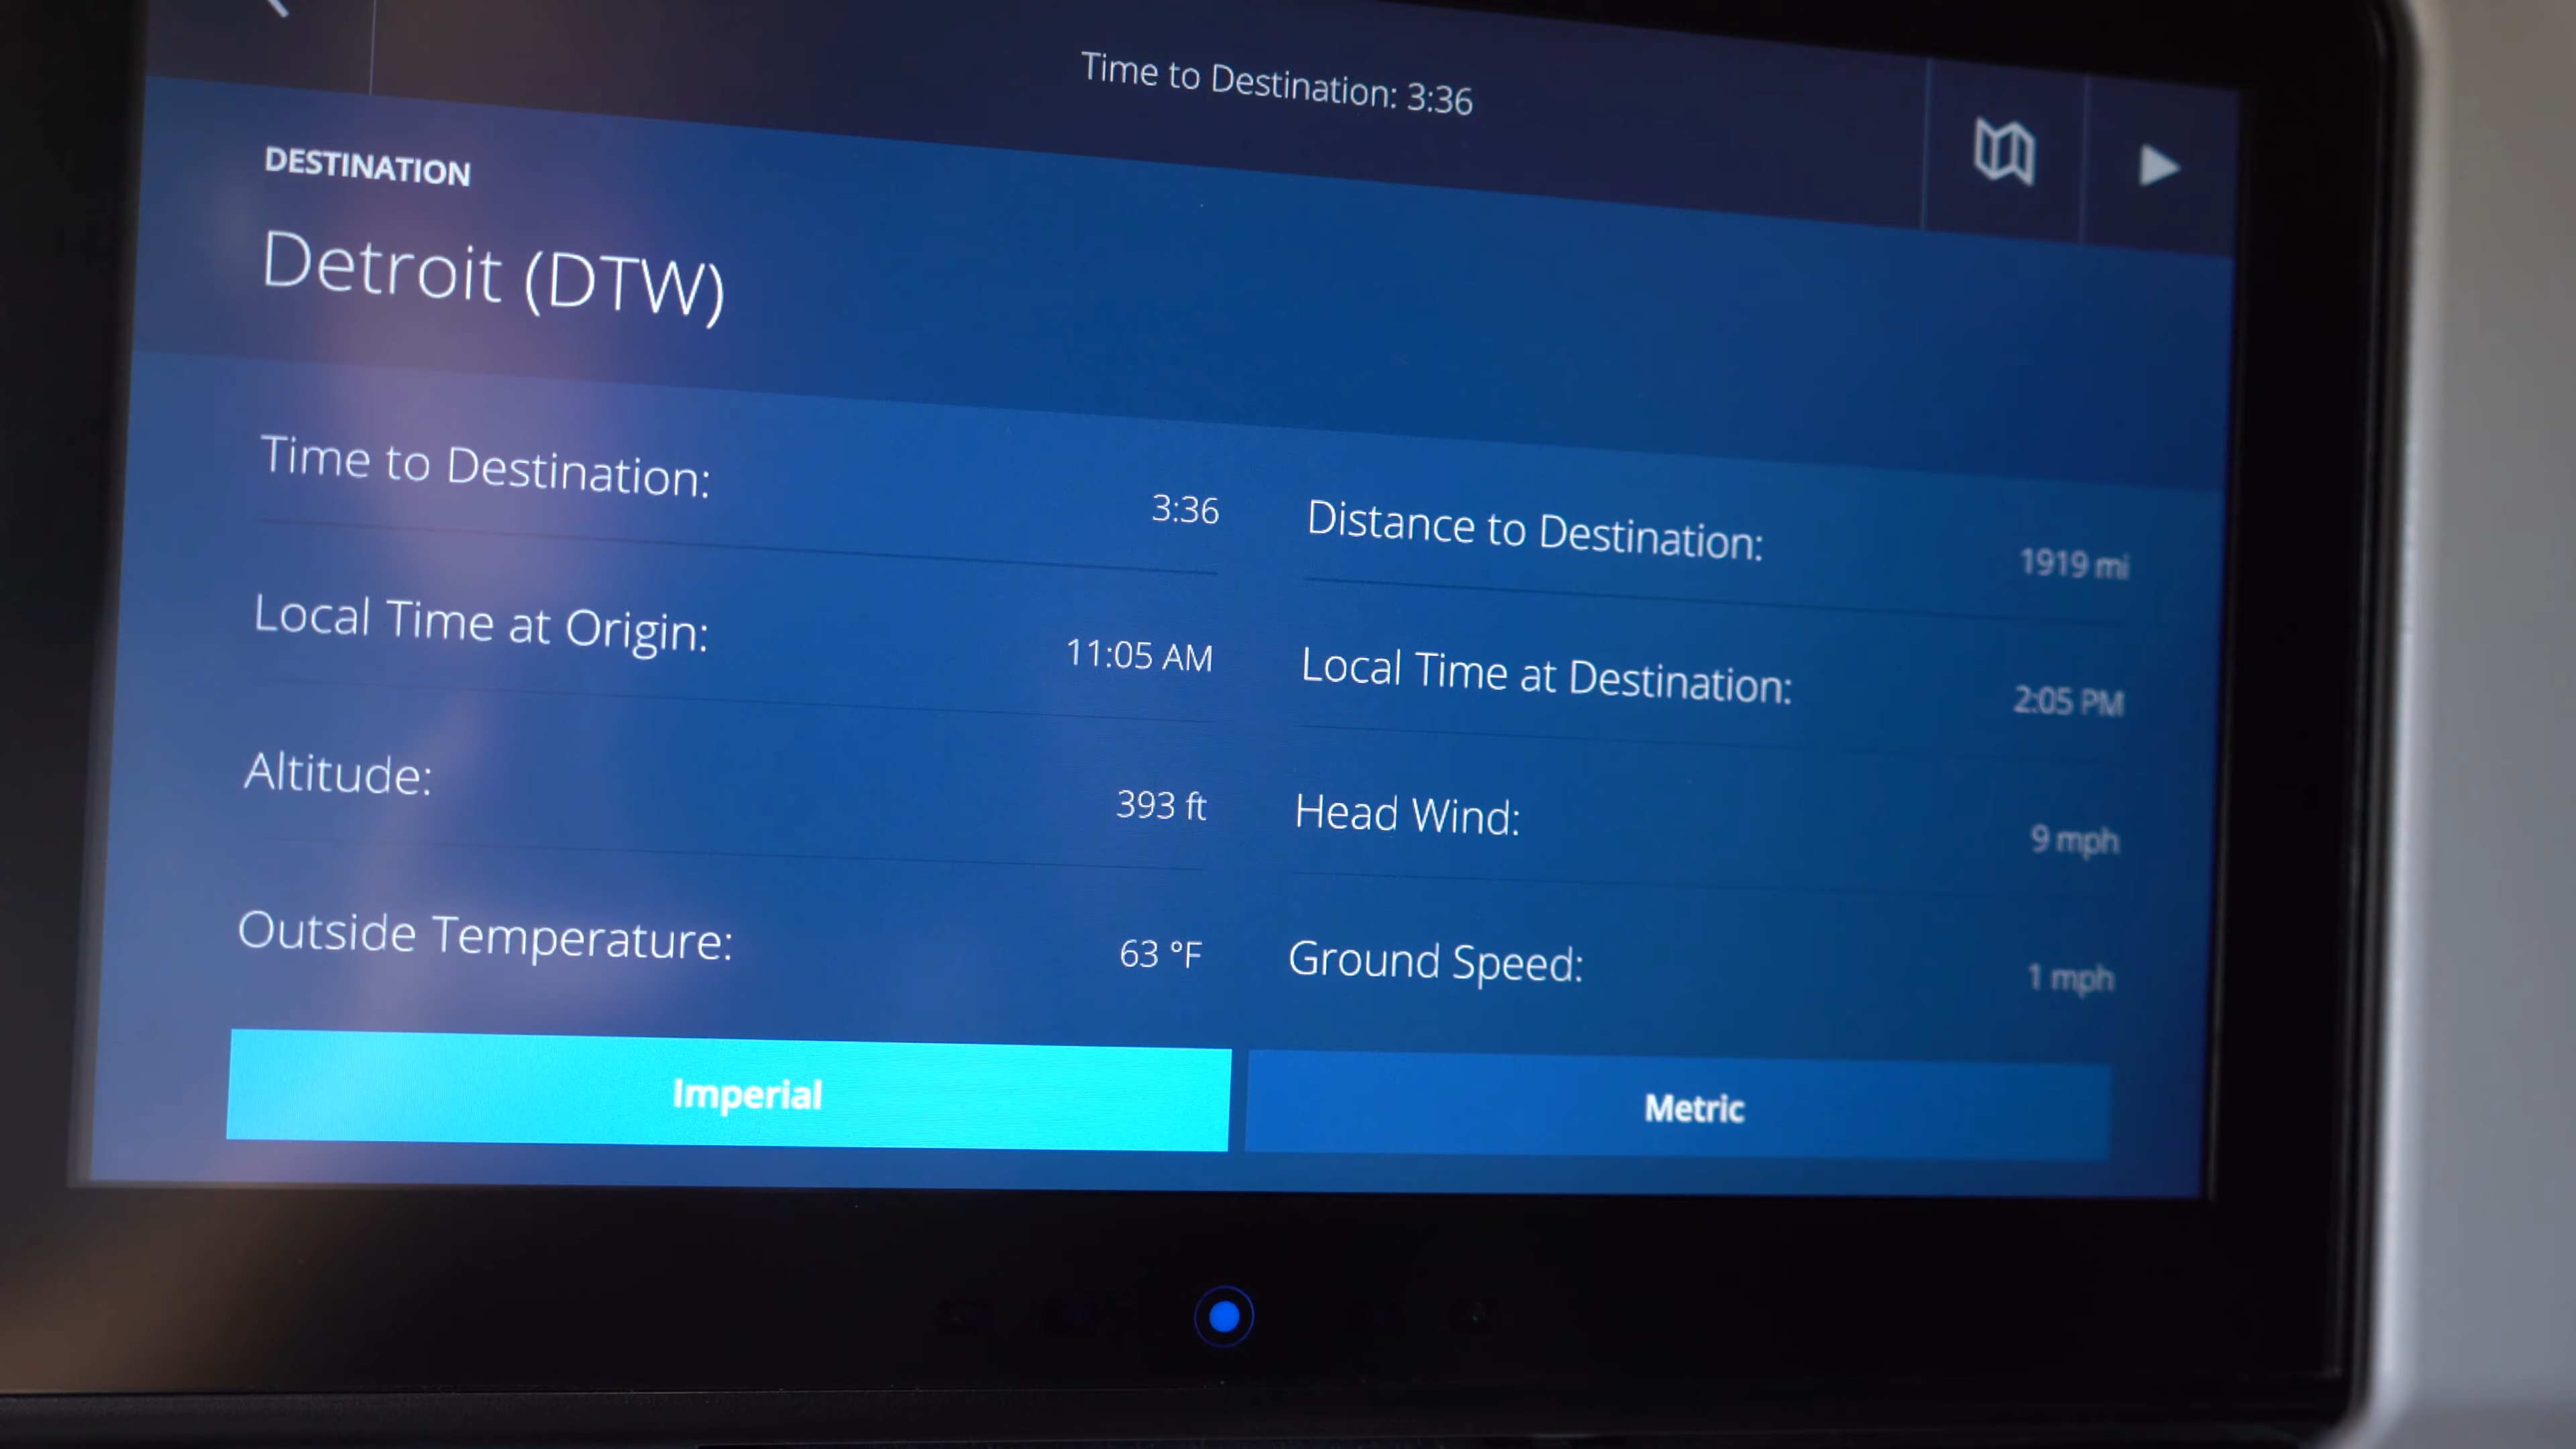 Time to Destination: 3:36
DESTINATION
Detroit (DTW)
Time to Destination: 3:36
Distance to Destination: 1919 mi
Local Time at Origin: 11:05 AM
Local Time at Destination: 2:05 PM
Altitude: 393 ft
Head Wind: 9 mph
Outside Temperature: 63 °F
Ground Speed: 1 mph
Imperial
Metric